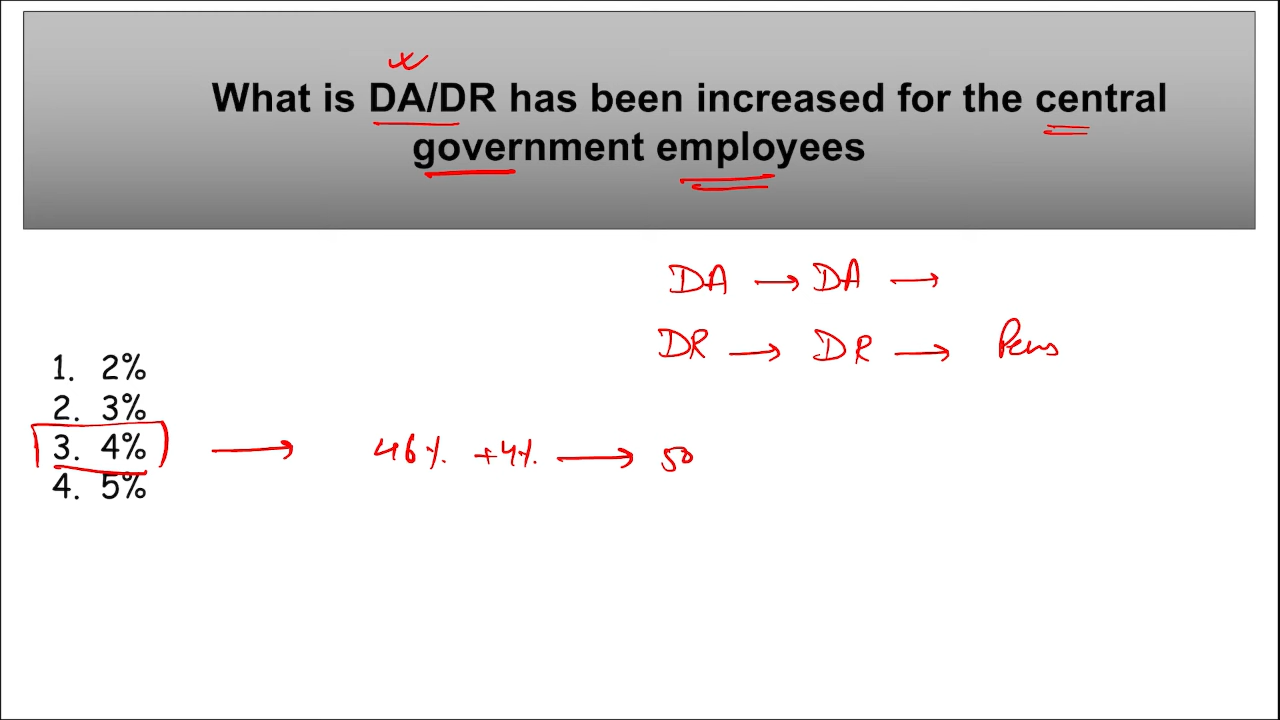 What is DA/DR has been increased for the central
government employees
DA → DA →
DR → DR → Pens
1. 2%
2. 3%
3. 4% → 46% +4% → 50
4. 5%